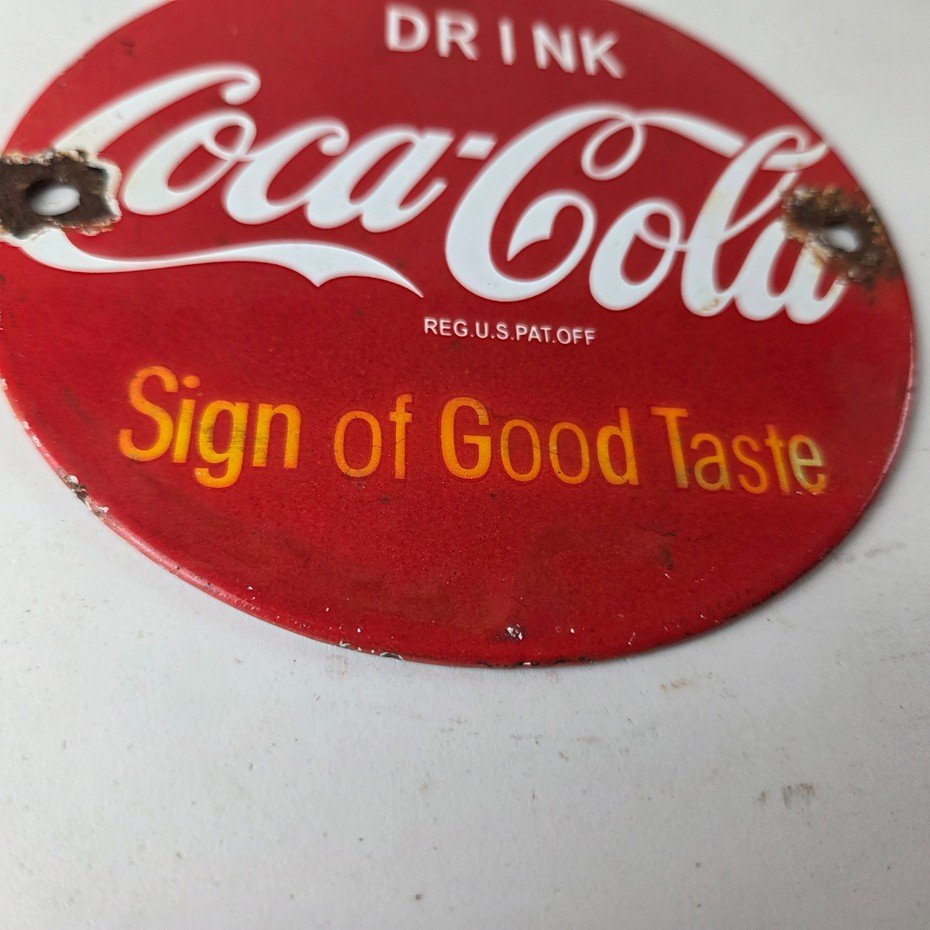 DRINK
Coca-Cola
REG.U.S.PAT.OFF
Sign of Good Taste